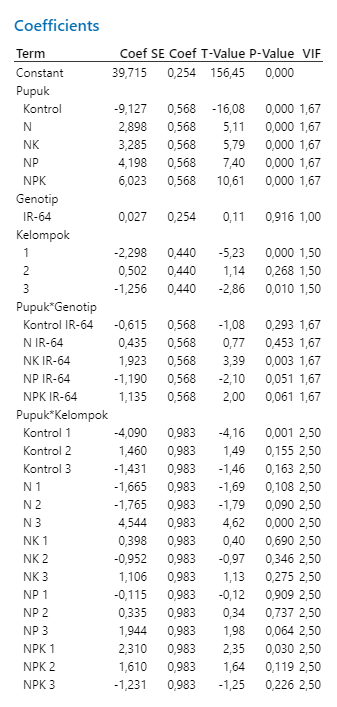 Coefficients
Term Coef SE Coef T-Value P-Value VIF
Constant 39,715 0,254 156,45 0,000
Pupuk
Kontrol -9,127 0,568 -16,08 0,000 1,67
N 2,898 0,568 5,11 0,000 1,67
NK 3,285 0,568 5,79 0,000 1,67
NP 4,198 0,568 7,40 0,000 1,67
NPK 6,023 0,568 10,61 0,000 1,67
Genotip
IR-64 0,027 0,254 0,11 0,916 1,00
Kelompok
1 -2,298 0,440 -5,23 0,000 1,50
2 0,502 0,440 1,14 0,268 1,50
3 -1,256 0,440 -2,86 0,010 1,50
Pupuk*Genotip
Kontrol IR-64 -0,615 0,568 -1,08 0,293 1,67
N IR-64 0,435 0,568 0,77 0,453 1,67
NK IR-64 1,923 0,568 3,39 0,003 1,67
NP IR-64 -1,190 0,568 -2,10 0,051 1,67
NPK IR-64 1,135 0,568 2,00 0,061 1,67
Pupuk*Kelompok
Kontrol 1 -4,090 0,983 -4,16 0,001 2,50
Kontrol 2 1,460 0,983 1,49 0,155 2,50
Kontrol 3 -1,431 0,983 -1,46 0,163 2,50
N 1 -1,665 0,983 -1,69 0,108 2,50
N 2 -1,765 0,983 -1,79 0,090 2,50
N 3 4,544 0,983 4,62 0,000 2,50
NK 1 0,398 0,983 0,40 0,690 2,50
NK 2 -0,952 0,983 -0,97 0,346 2,50
NK 3 1,106 0,983 1,13 0,275 2,50
NP 1 -0,115 0,983 -0,12 0,909 2,50
NP 2 0,335 0,983 0,34 0,737 2,50
NP 3 1,944 0,983 1,98 0,064 2,50
NPK 1 2,310 0,983 2,35 0,030 2,50
NPK 2 1,610 0,983 1,64 0,119 2,50
NPK 3 -1,231 0,983 -1,25 0,226 2,50